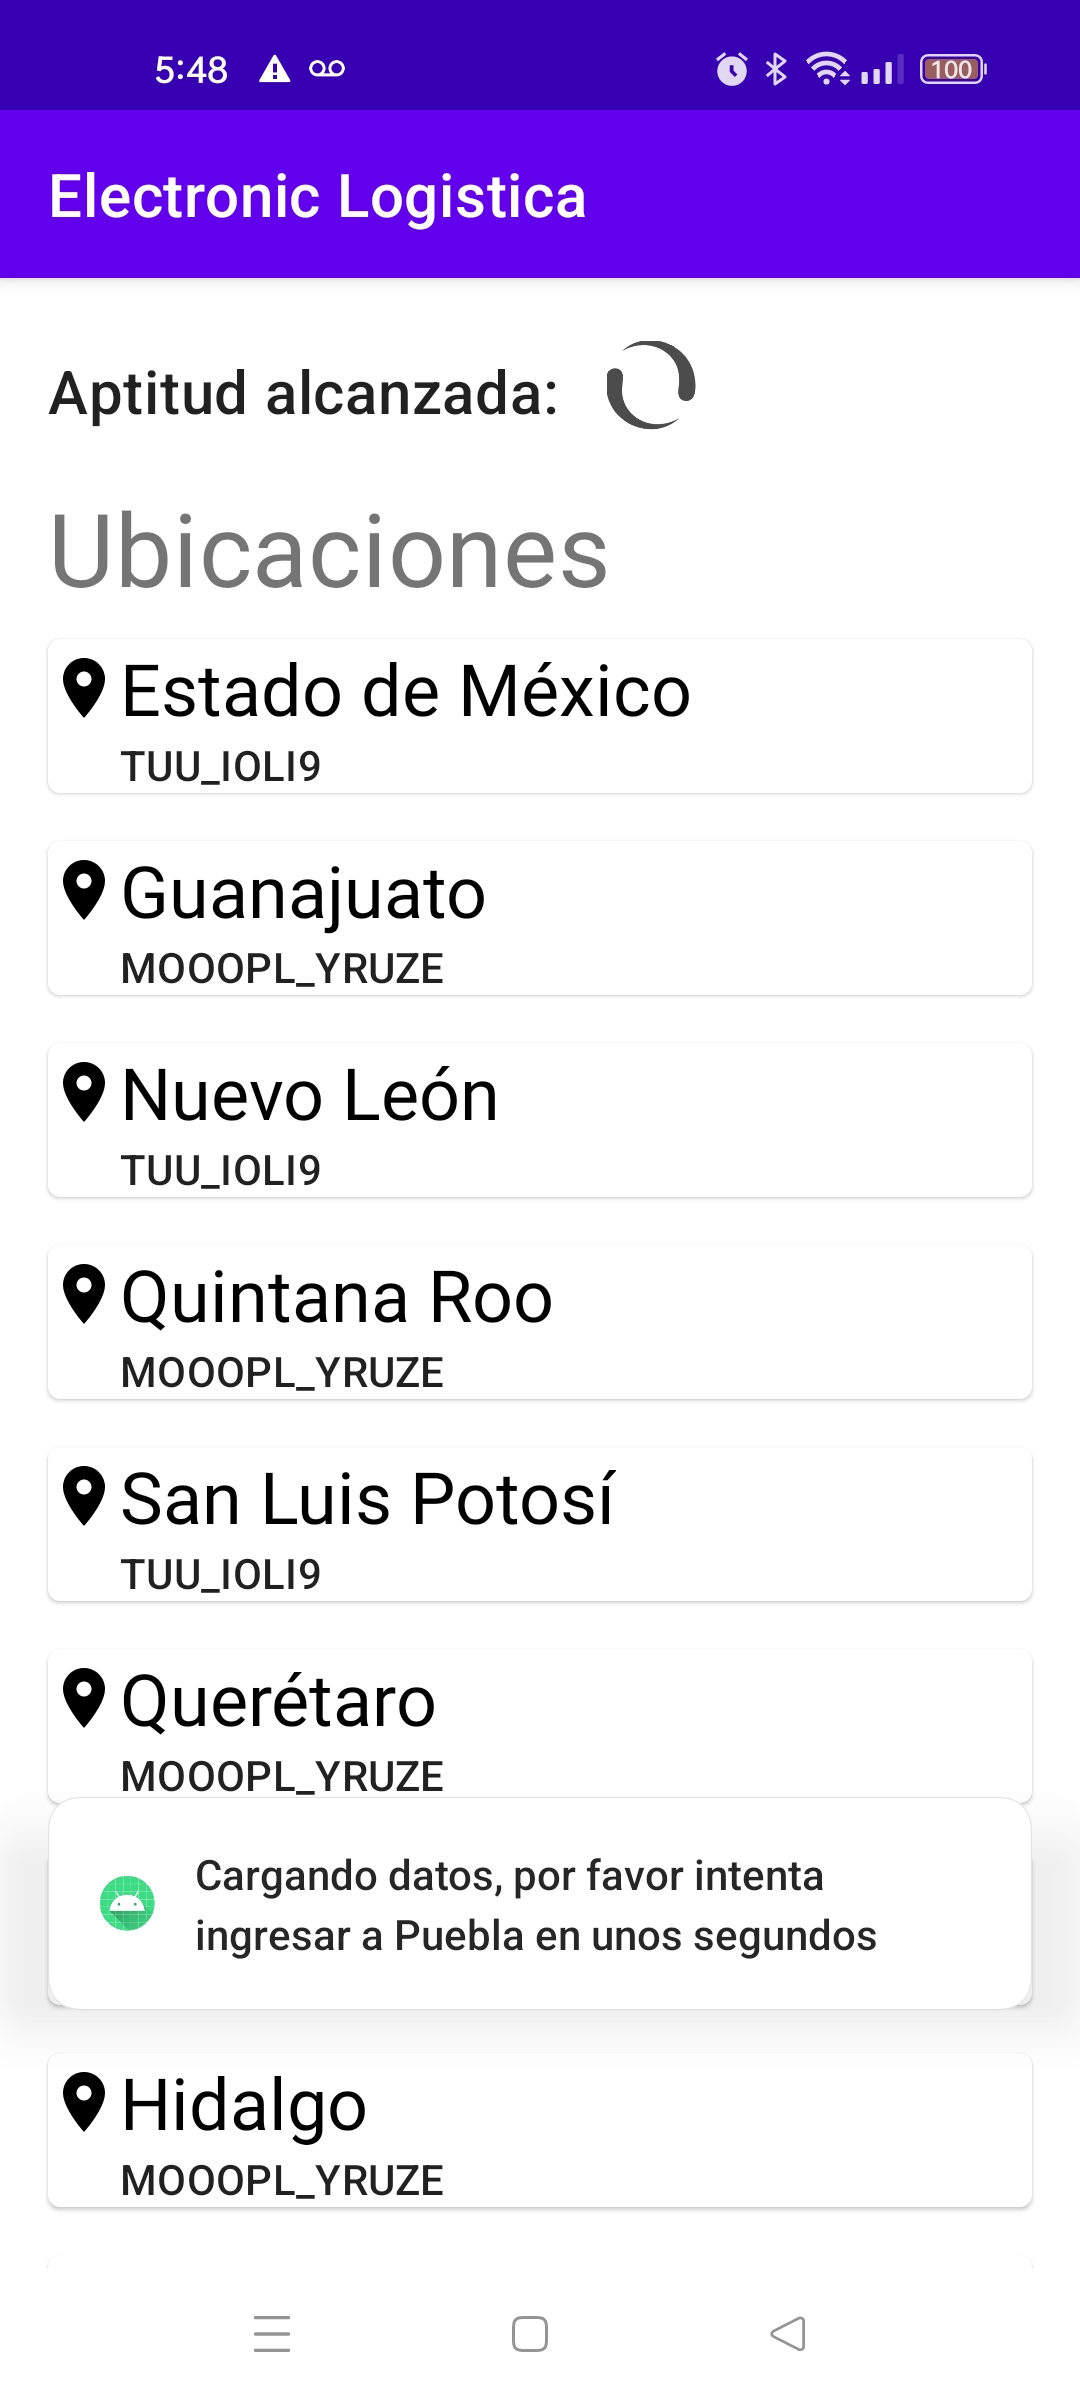 5:48
100
Electronic Logistica
Aptitud alcanzada:
Ubicaciones
Estado de México
TUU_IOLI9
Guanajuato
MOOOPL_YRUZE
Nuevo León
TUU_IOLI9
Quintana Roo
MOOOPL_YRUZE
San Luis Potosí
TUU_IOLI9
Querétaro
MOOOPL_YRUZE
Cargando datos, por favor intenta
ingresar a Puebla en unos segundos
Hidalgo
MOOOPL_YRUZE